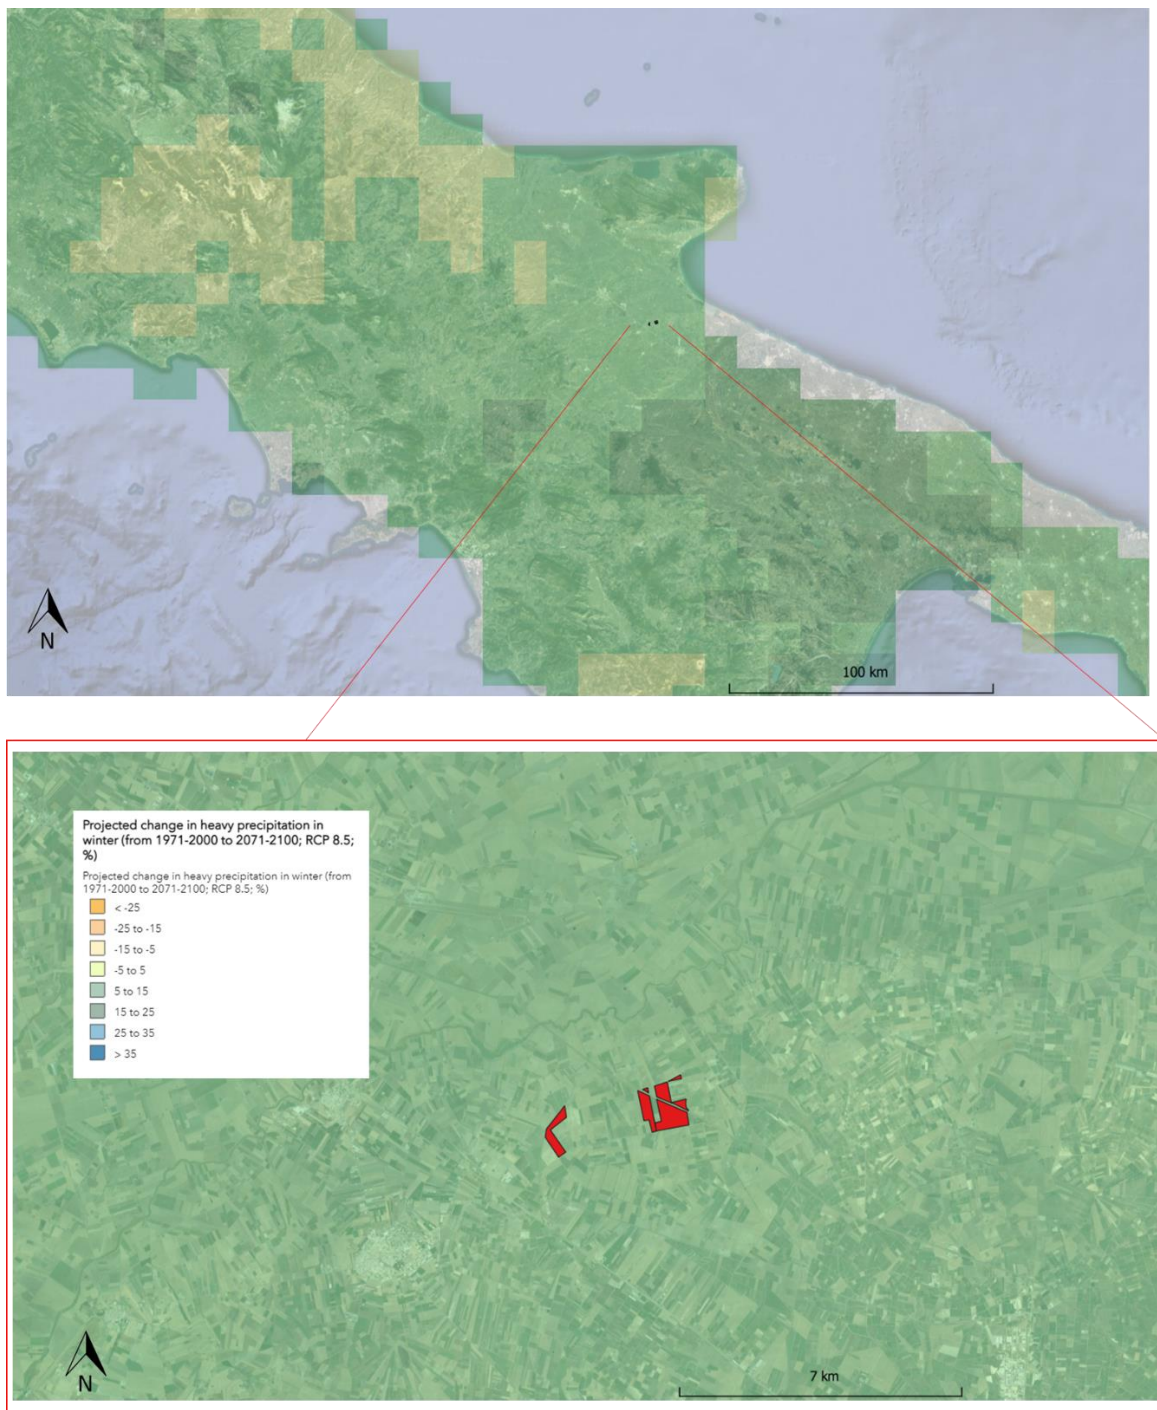 N
100 km
Projected change in heavy precipitation in
winter (from 1971-2000 to 2071-2100; RCP 8.5;
%)
Projected change in heavy precipitation in winter (from
1971-2000 to 2071-2100; RCP 8.5; %)
< -25
-25 to -15
-15 to -5
-5 to 5
5 to 15
15 to 25
25 to 35
> 35
N
7 km